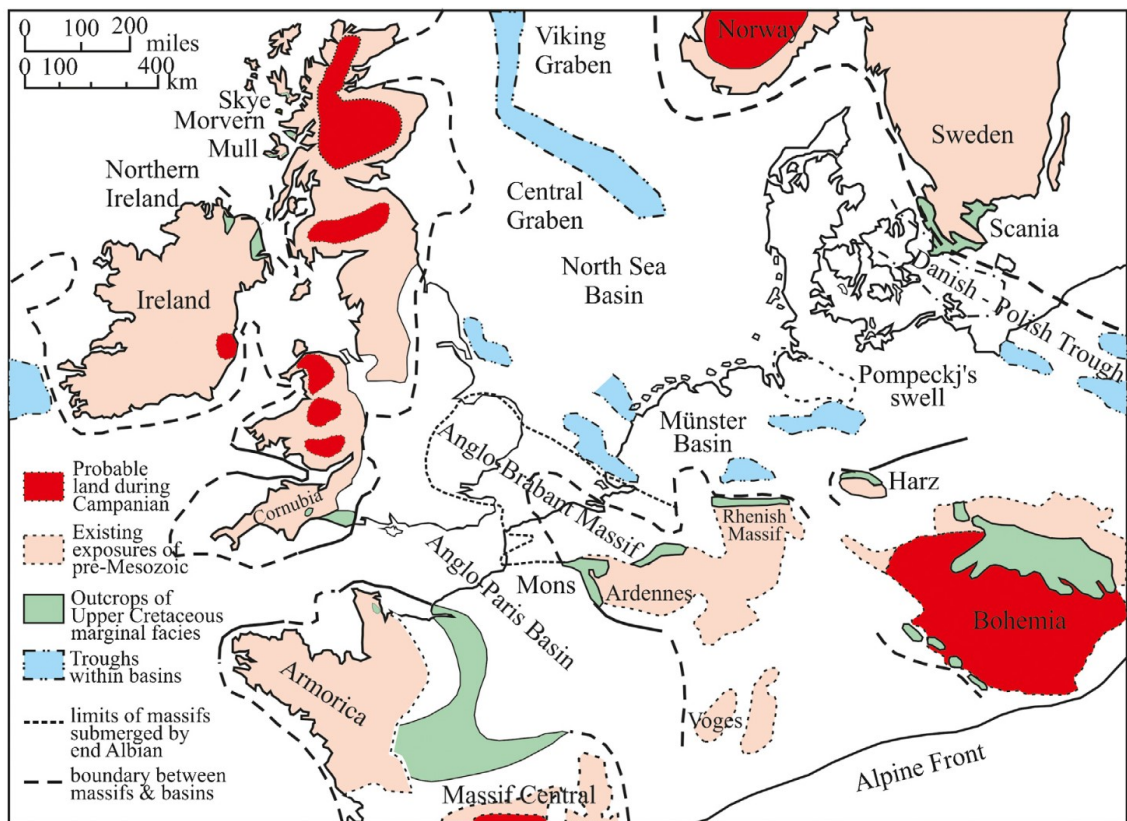 0 100 200
miles
0 100 400
km
Viking
Graben
Norway
Skye
Morvern
Mull
Northern
Ireland
Sweden
Central
Graben
Scania
North Sea
Basin
Ireland
Danish - Polish Trough
Pompeckj's
swell
Münster
Basin
Anglo-Brabant Massif
Harz
Cornubia
Rhenish
Massif
Mons
Ardennes
Anglo-Paris Basin
Bohemia
Armorica
Voges
Alpine Front
Massif Central
Probable
land during
Campanian
Existing
exposures of
pre-Mesozoic
Outcrops of
Upper Cretaceous
marginal facies
Troughs
within basins
limits of massifs
submerged by
end Albian
boundary between
massifs & basins